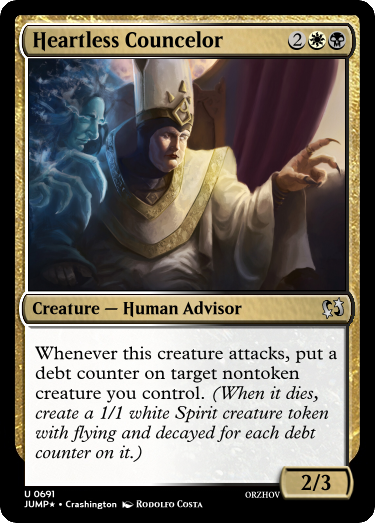 Heartless Councelor 2
Creature — Human Advisor
Whenever this creature attacks, put a
debt counter on target nontoken
creature you control. (When it dies,
create a 1/1 white Spirit creature token
with flying and decayed for each debt
counter on it.)
2/3
U 0691
ORZHOV
JUMP★ • Crashington Rodolfo Costa